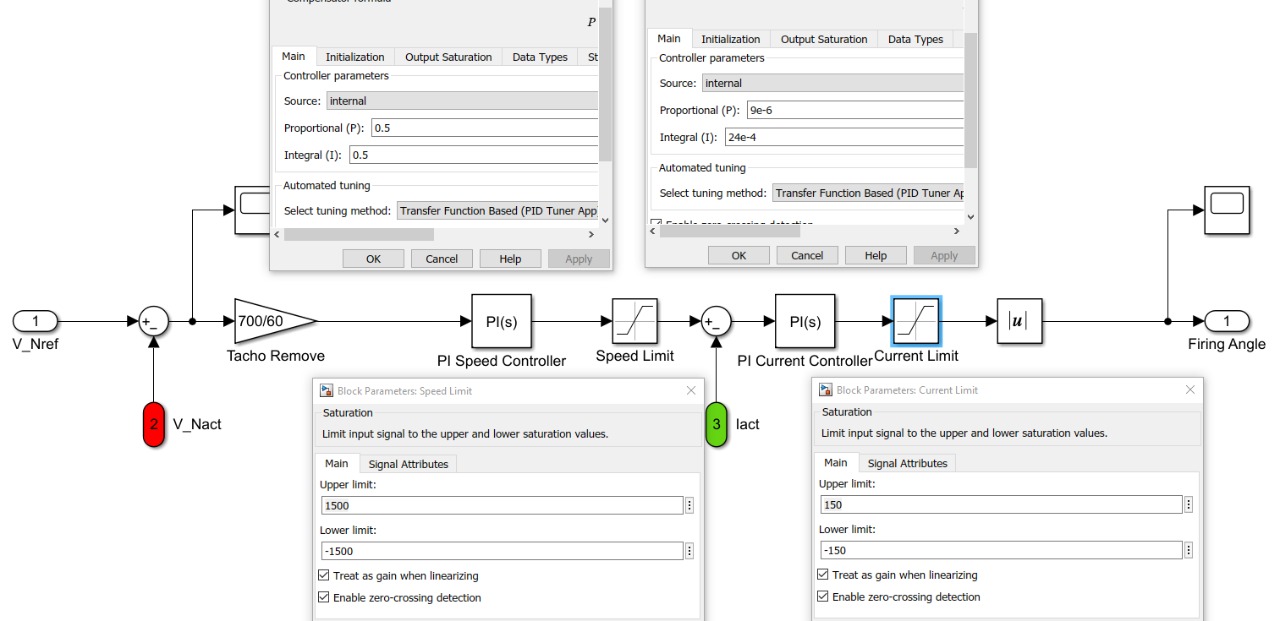 Compensator formula
P
Main Initialization Output Saturation Data Types St
Controller parameters
Source: internal
Proportional (P): 0.5
Integral (I): 0.5
Automated tuning
Select tuning method: Transfer Function Based (PID Tuner App
OK Cancel Help Apply
Main Initialization Output Saturation Data Types
Controller parameters
Source: internal
Proportional (P): 9e-6
Integral (I): 24e-4
Automated tuning
Select tuning method: Transfer Function Based (PID Tuner Ap
Enable zero-crossing detection
OK Cancel Help Apply
1
V_Nref
+_
700/60
Tacho Remove
PI(s)
PI Speed Controller
Speed Limit
+_
PI(s)
PI Current Controller
Current Limit
|u|
1
Firing Angle
2
V_Nact
3
Iact
Block Parameters: Speed Limit
Saturation
Limit input signal to the upper and lower saturation values.
Main Signal Attributes
Upper limit:
1500
Lower limit:
-1500
Treat as gain when linearizing
Enable zero-crossing detection
Block Parameters: Current Limit
Saturation
Limit input signal to the upper and lower saturation values.
Main Signal Attributes
Upper limit:
150
Lower limit:
-150
Treat as gain when linearizing
Enable zero-crossing detection